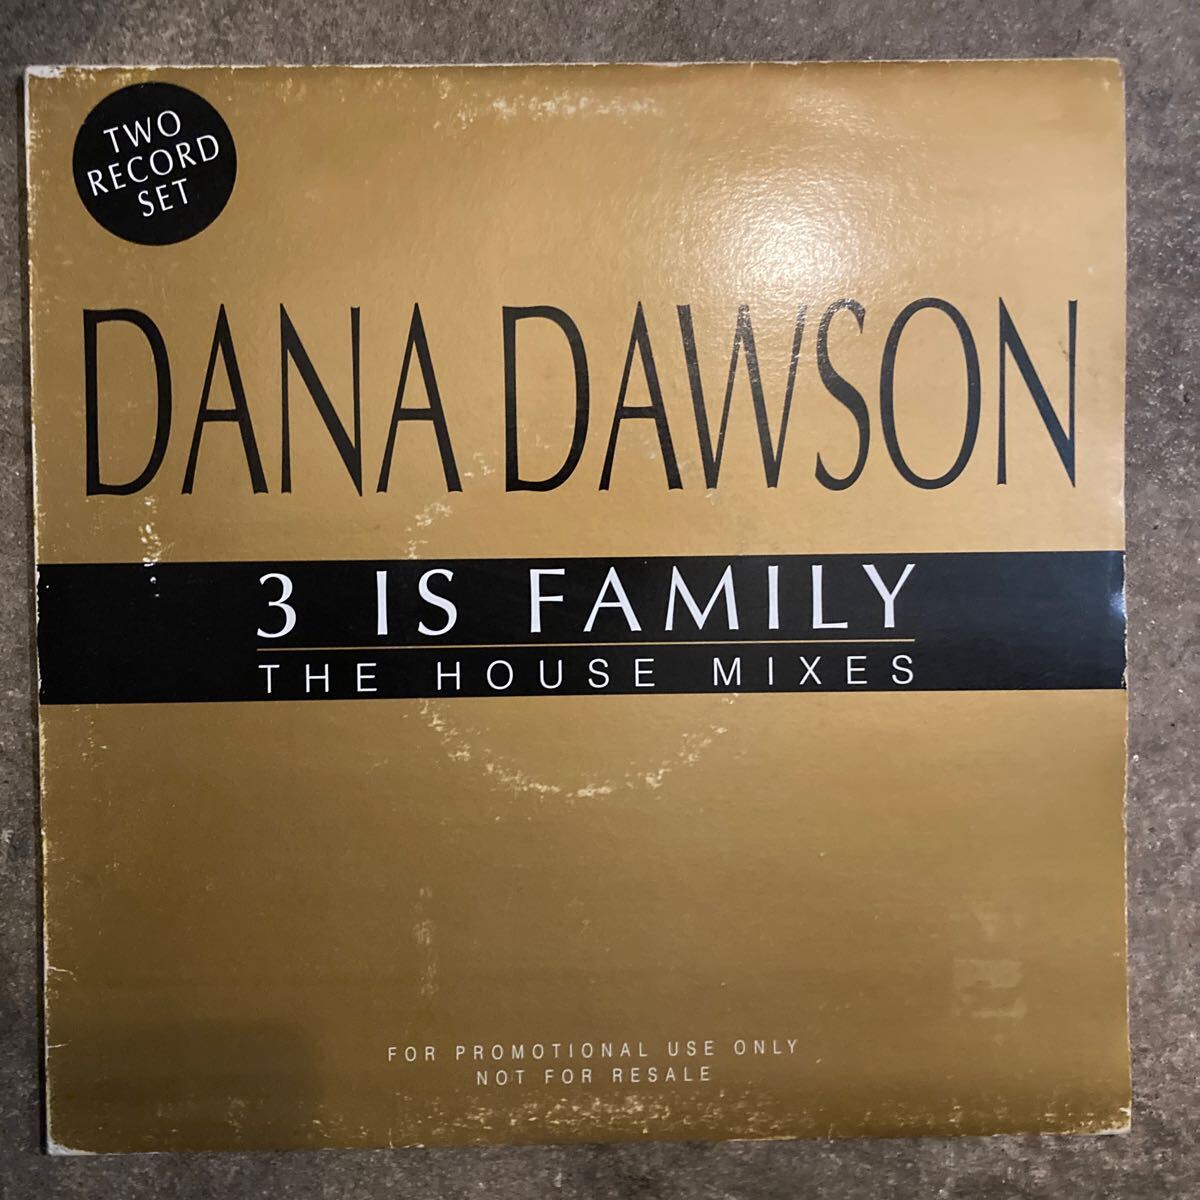 TWO
RECORD
SET
DANA DAWSON
3 IS FAMILY
THE HOUSE MIXES
FOR PROMOTIONAL USE ONLY
NOT FOR RESALE